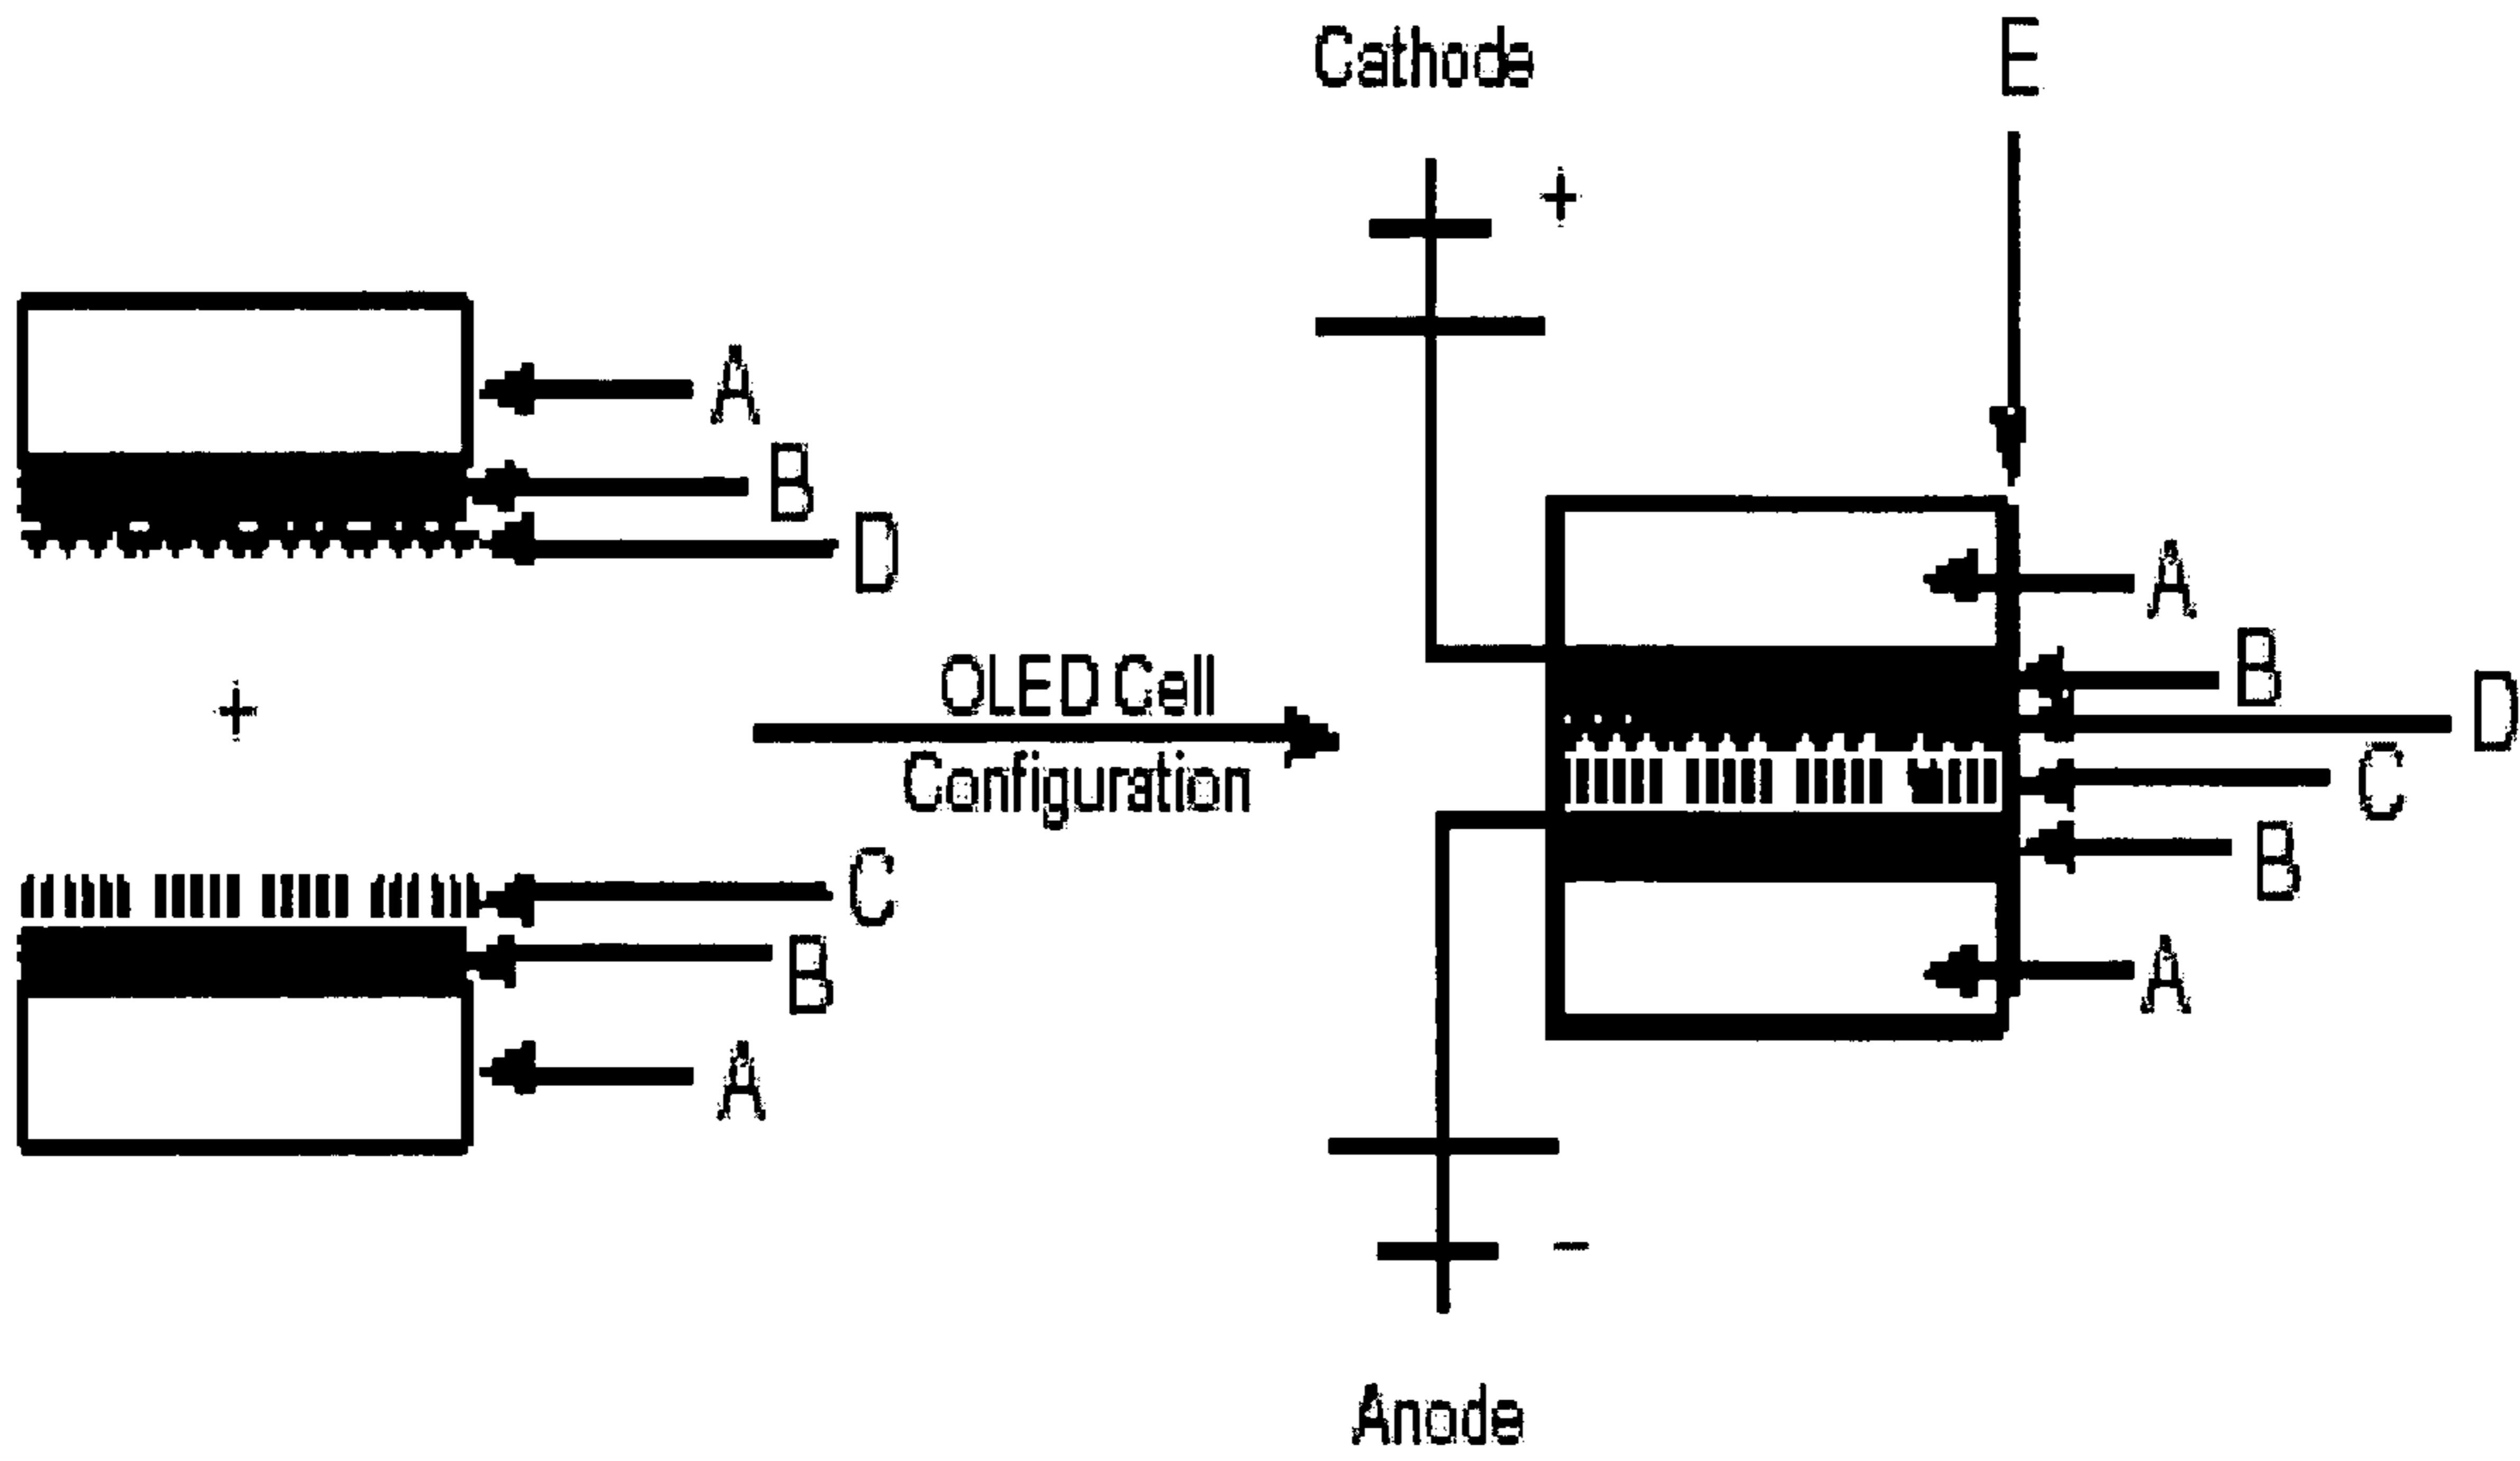 Cathode
+
E
A
B
D
+
C
B
A
OLED Cell
Configuration
A
B
D
C
B
A
-
Anode